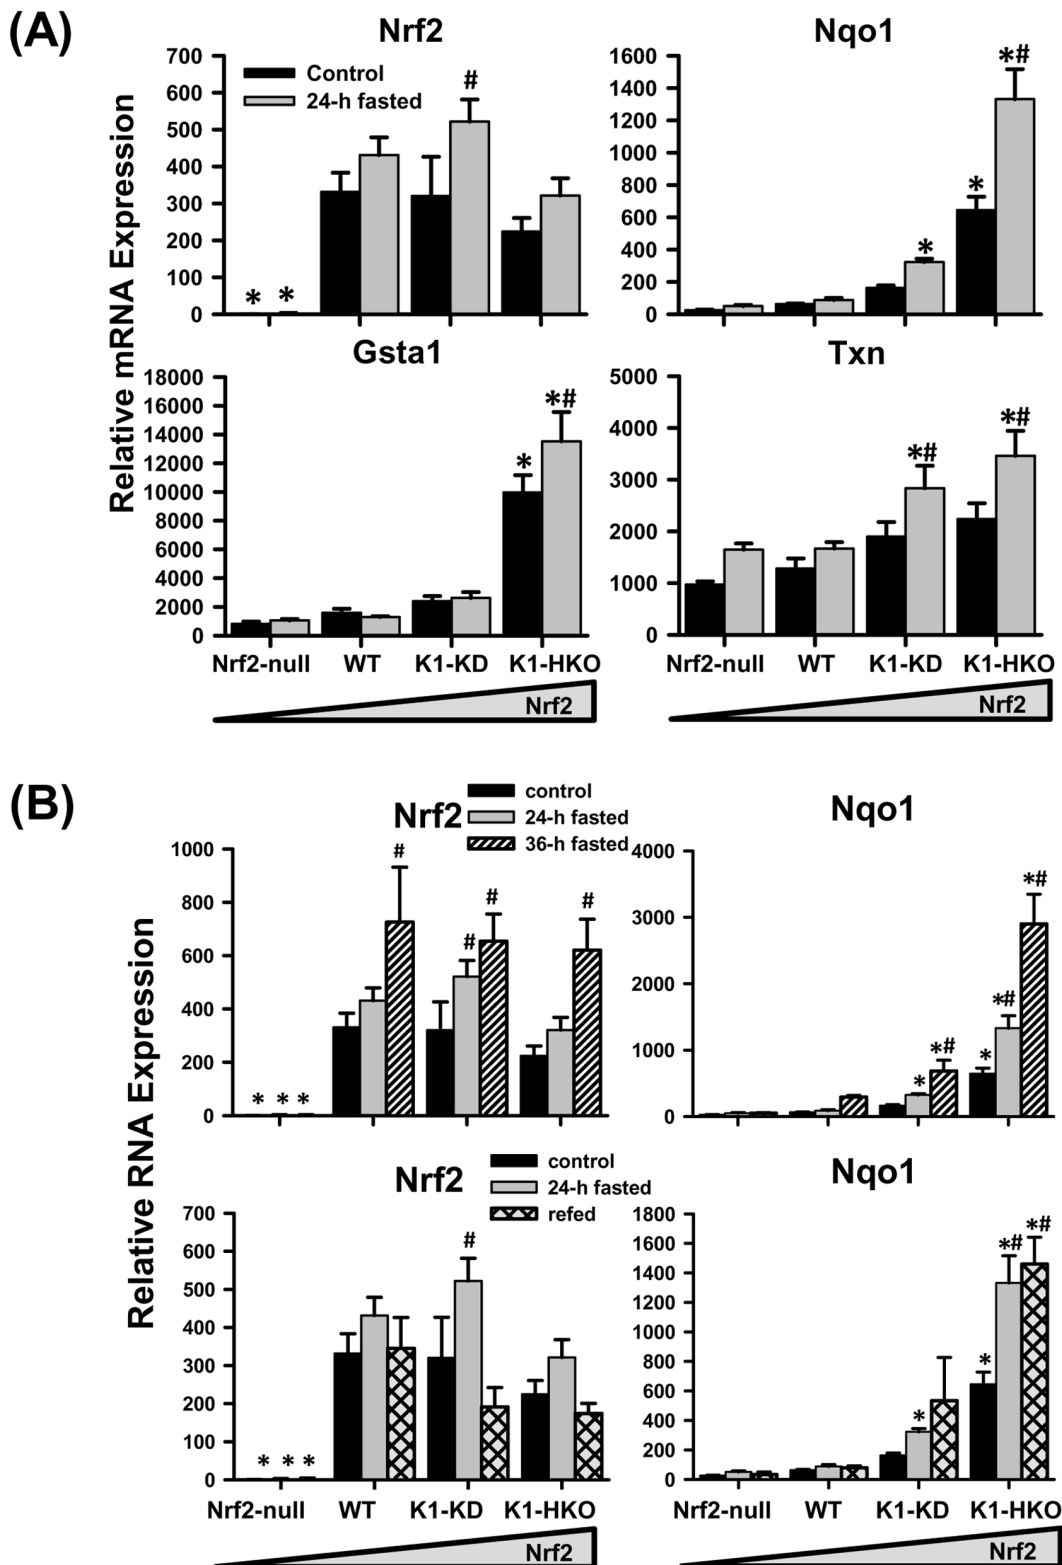 (A)
Nrf2
Nqo1
Relative mRNA Expression
700
600
500
400
300
200
100
0
Control
24-h fasted
* * #
1600
1400
1200
1000
800
600
400
200
0
* * *#
Gsta1
Txn
18000
16000
14000
12000
10000
8000
6000
4000
2000
0
* *#
5000
4000
3000
2000
1000
0
*# *#
Nrf2-null WT K1-KD K1-HKO
Nrf2
Nrf2-null WT K1-KD K1-HKO
Nrf2
(B)
Nrf2
control
24-h fasted
36-h fasted
Nqo1
Relative RNA Expression
1000
800
600
400
200
0
* * * # # # #
4000
3000
2000
1000
0
* *# * *# *#
Nrf2
control
24-h fasted
refed
Nqo1
700
600
500
400
300
200
100
0
* * * #
1800
1600
1400
1200
1000
800
600
400
200
0
* * *# *#
Nrf2-null WT K1-KD K1-HKO
Nrf2
Nrf2-null WT K1-KD K1-HKO
Nrf2